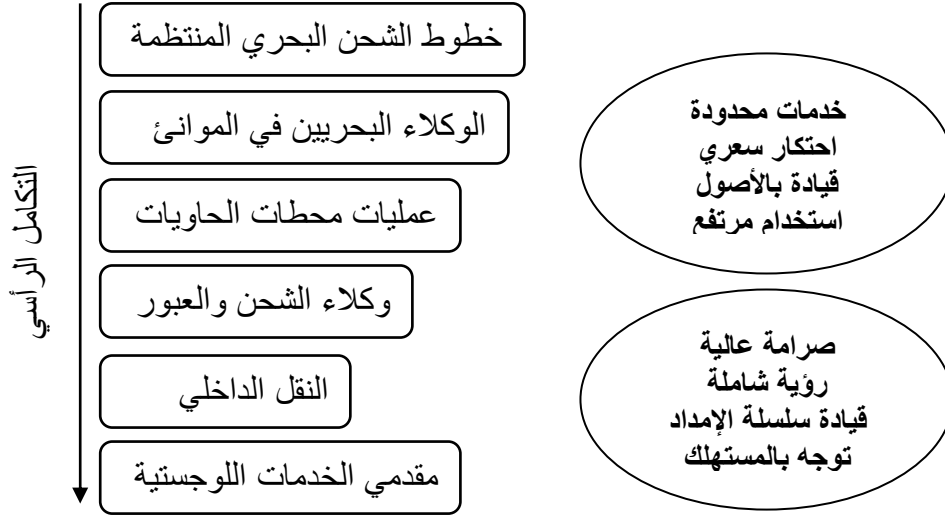 خطوط الشحن البحري المنتظمة
الوكلاء البحريين في الموانئ
عمليات محطات الحاويات
وكلاء الشحن والعبور
النقل الداخلي
مقدمي الخدمات اللوجستية
التكامل الرأسي
خدمات محدودة
احتكار سعري
قيادة بالأصول
استخدام مرتفع
صرامة عالية
رؤية شاملة
قيادة سلسلة الإمداد
توجه بالمستهلك